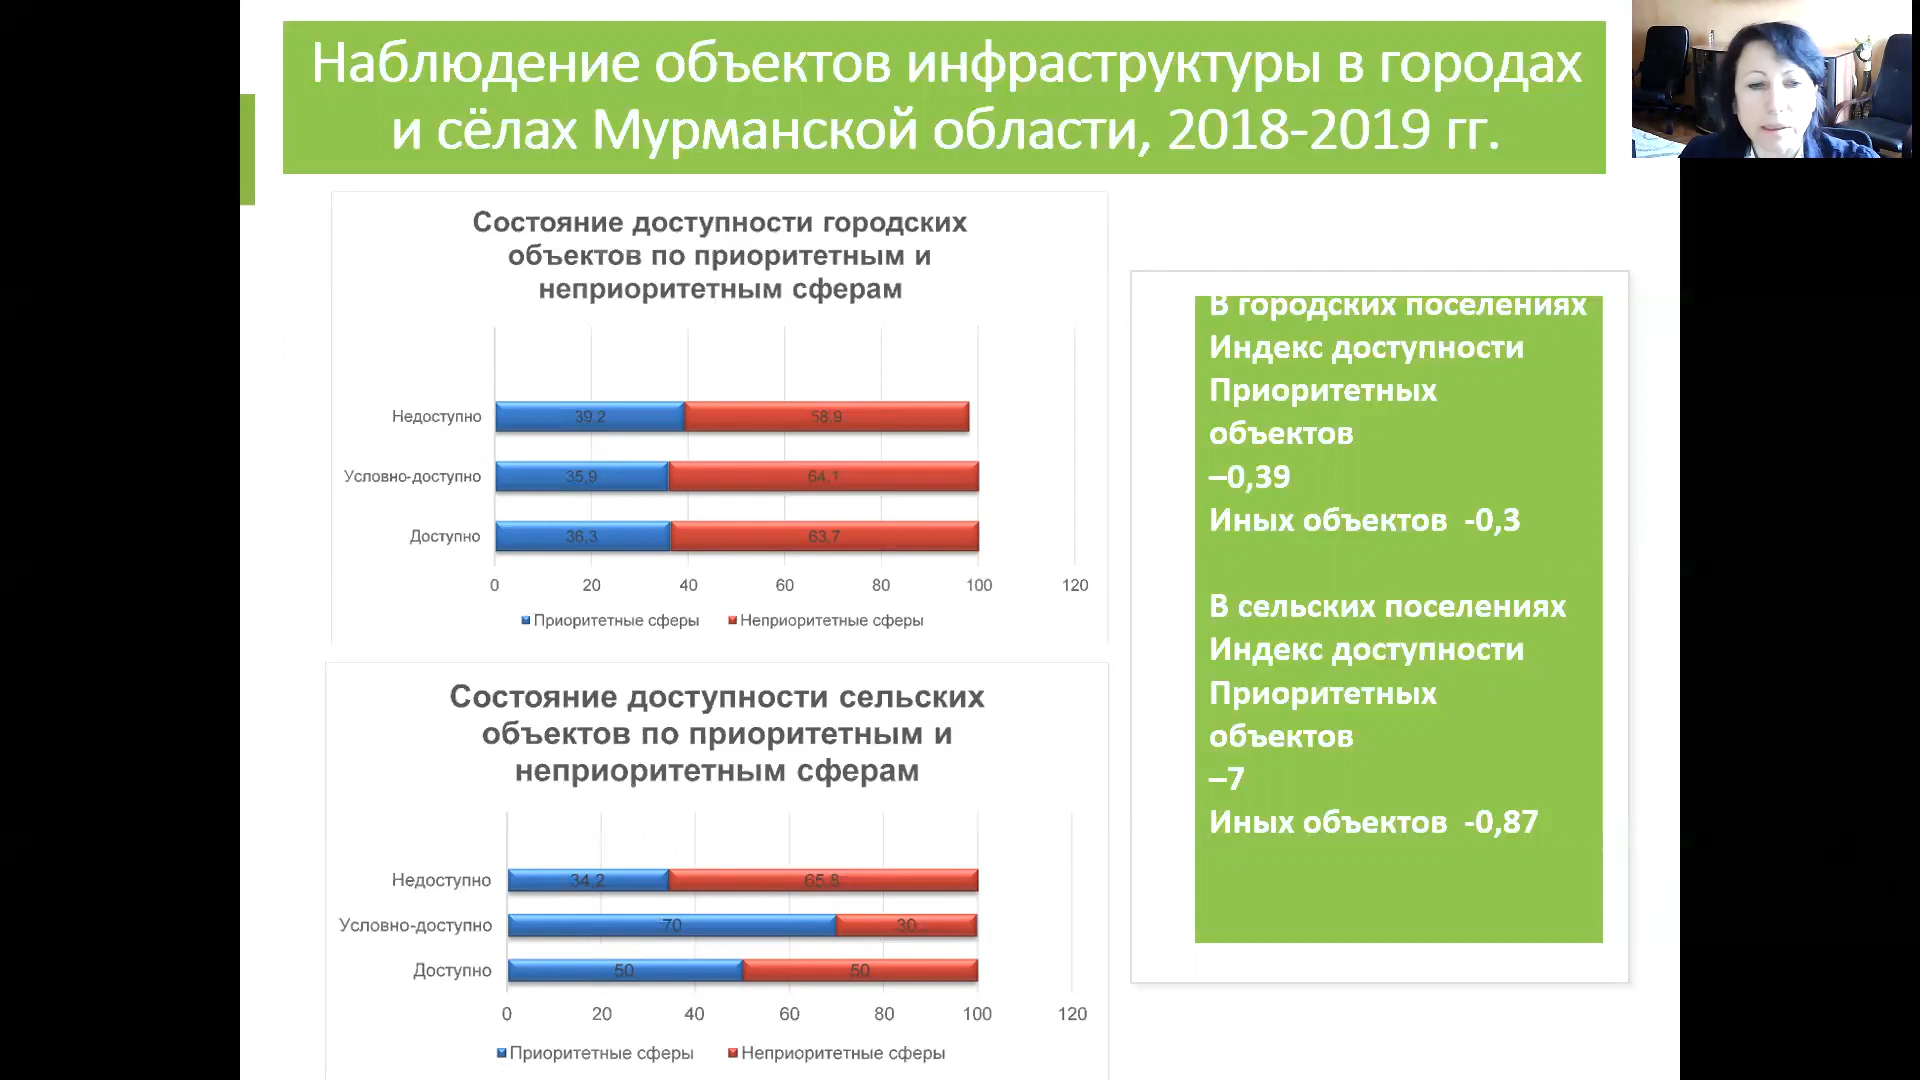 Наблюдение объектов инфраструктуры в городах
и сёлах Мурманской области, 2018-2019 гг.
Состояние доступности городских
объектов по приоритетным и
неприоритетным сферам
Недоступно
39,2
58,9
Условно-доступно
35,9
64,1
Доступно
36,3
63,7
0 20 40 60 80 100 120
Приоритетные сферы Неприоритетные сферы
Состояние доступности сельских
объектов по приоритетным и
неприоритетным сферам
Недоступно
34,2
65,8
Условно-доступно
70
30
Доступно
50
50
0 20 40 60 80 100 120
Приоритетные сферы Неприоритетные сферы
В городских поселениях
Индекс доступности
Приоритетных
объектов
–0,39
Иных объектов -0,3
В сельских поселениях
Индекс доступности
Приоритетных
объектов
–7
Иных объектов -0,87